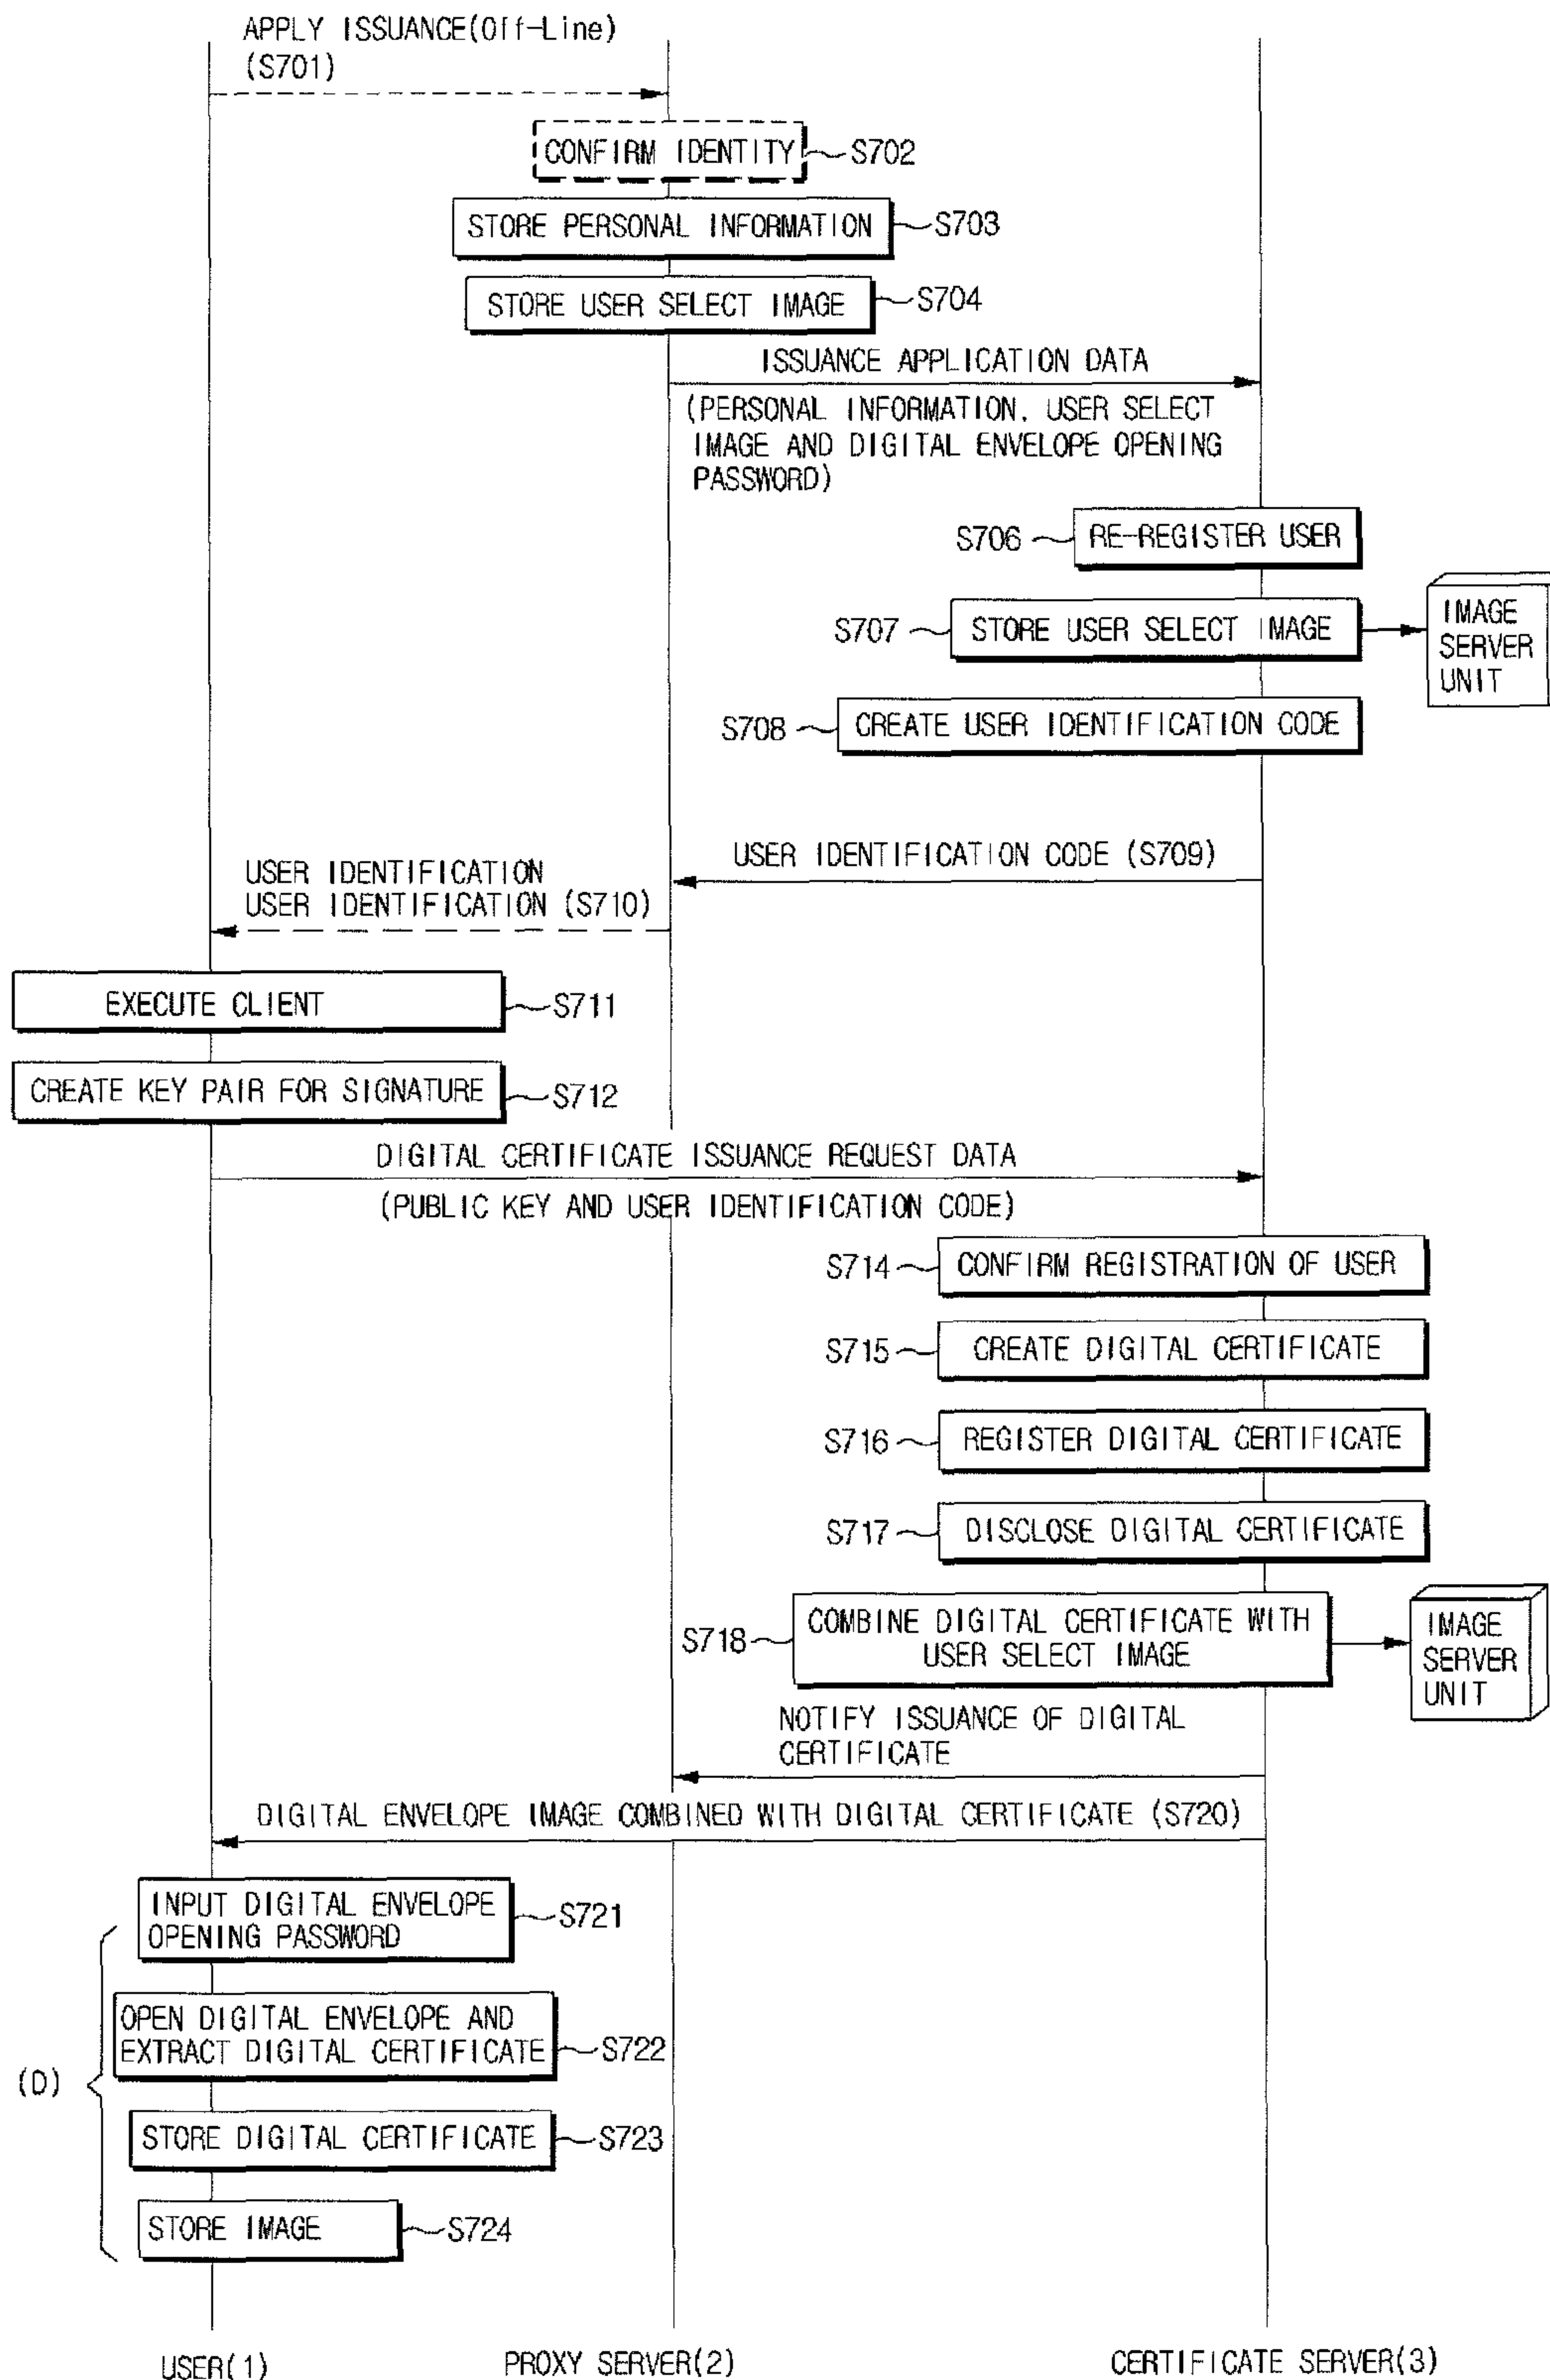 APPLY ISSUANCE(Off-Line)
(S701)
CONFIRM IDENTITY
S702
STORE PERSONAL INFORMATION
S703
STORE USER SELECT IMAGE
S704
ISSUANCE APPLICATION DATA
(PERSONAL INFORMATION, USER SELECT
IMAGE AND DIGITAL ENVELOPE OPENING
PASSWORD)
S706
RE-REGISTER USER
S707
STORE USER SELECT IMAGE
IMAGE
SERVER
UNIT
S708
CREATE USER IDENTIFICATION CODE
USER IDENTIFICATION CODE (S709)
USER IDENTIFICATION
USER IDENTIFICATION (S710)
EXECUTE CLIENT
S711
CREATE KEY PAIR FOR SIGNATURE
S712
DIGITAL CERTIFICATE ISSUANCE REQUEST DATA
(PUBLIC KEY AND USER IDENTIFICATION CODE)
S714
CONFIRM REGISTRATION OF USER
S715
CREATE DIGITAL CERTIFICATE
S716
REGISTER DIGITAL CERTIFICATE
S717
DISCLOSE DIGITAL CERTIFICATE
S718
COMBINE DIGITAL CERTIFICATE WITH
USER SELECT IMAGE
IMAGE
SERVER
UNIT
NOTIFY ISSUANCE OF DIGITAL
CERTIFICATE
DIGITAL ENVELOPE IMAGE COMBINED WITH DIGITAL CERTIFICATE (S720)
INPUT DIGITAL ENVELOPE
OPENING PASSWORD
S721
OPEN DIGITAL ENVELOPE AND
EXTRACT DIGITAL CERTIFICATE
S722
(D)
STORE DIGITAL CERTIFICATE
S723
STORE IMAGE
S724
USER(1)
PROXY SERVER(2)
CERTIFICATE SERVER(3)